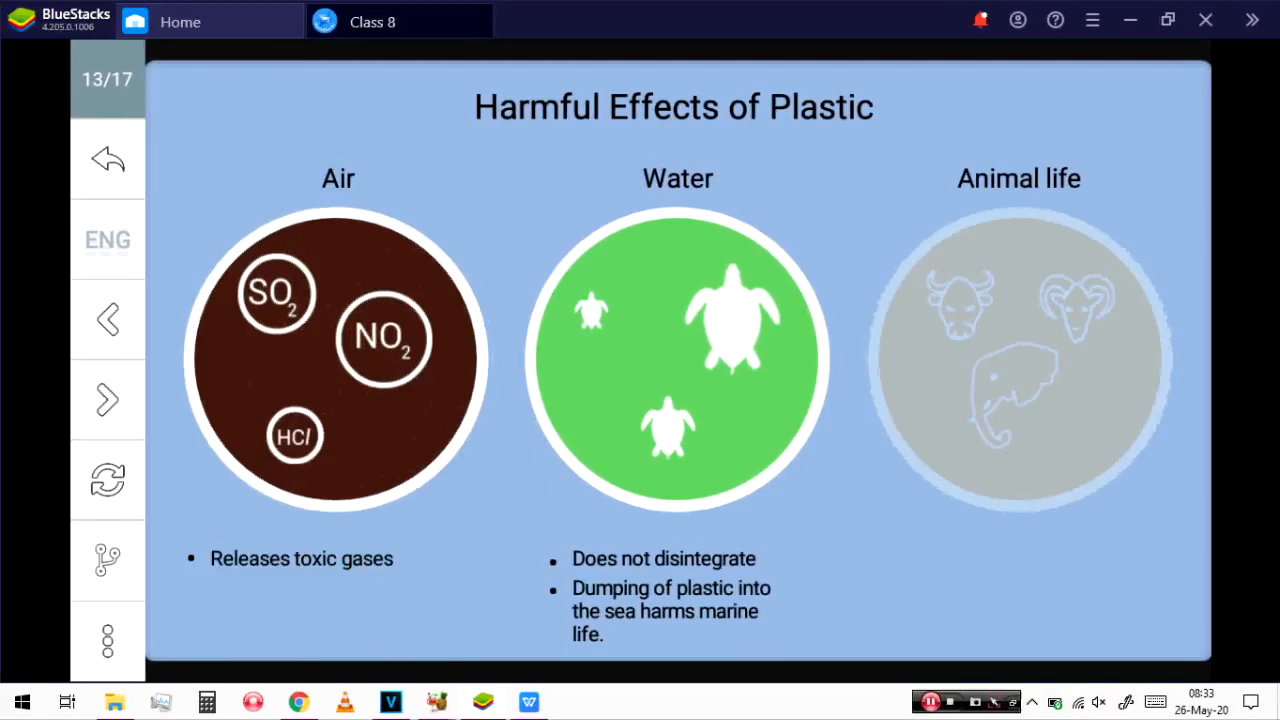 BlueStacks
4.205.0.1006
Home
Class 8
13/17
ENG
Harmful Effects of Plastic
Air
Water
Animal life
SO2
NO2
HCl
• Releases toxic gases
• Does not disintegrate
• Dumping of plastic into
the sea harms marine
life.
08:33
26-May-20